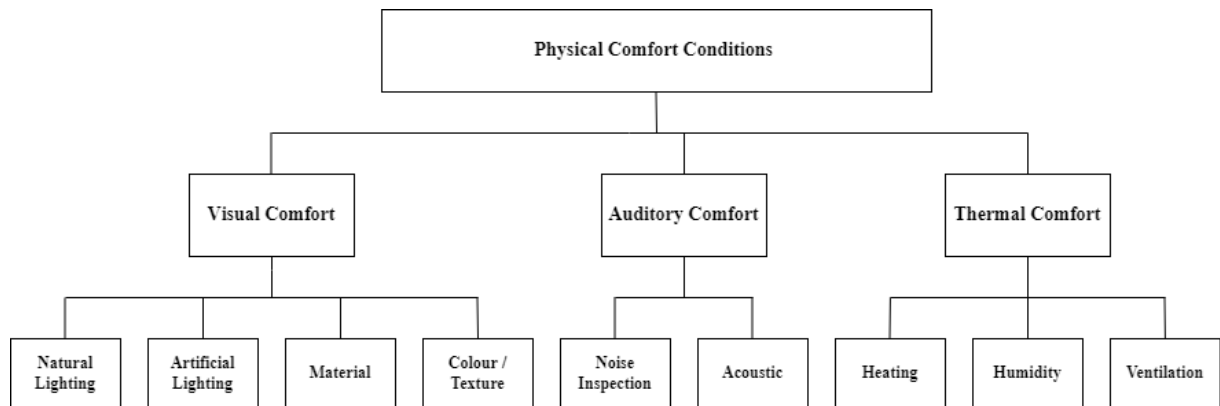 Physical Comfort Conditions
Visual Comfort
Auditory Comfort
Thermal Comfort
Natural
Lighting
Artificial
Lighting
Material
Colour /
Texture
Noise
Inspection
Acoustic
Heating
Humidity
Ventilation